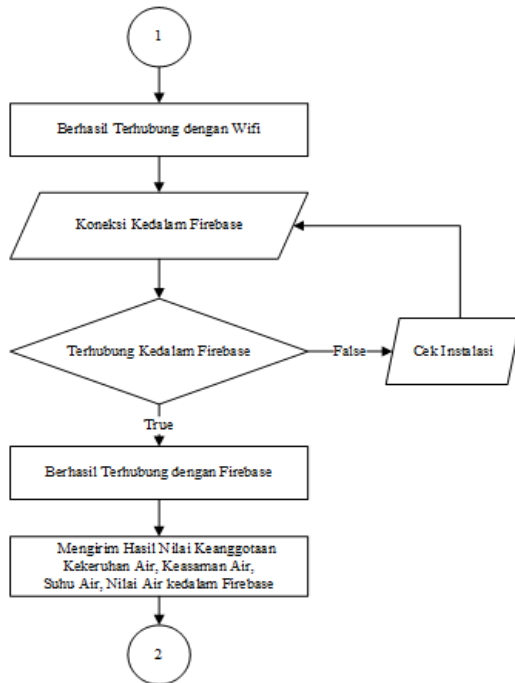 1
Berhasil Terhubung dengan Wifi
Koneksi Kedalam Firebase
Terhubung Kedalam Firebase
False
Cek Instalasi
True
Berhasil Terhubung dengan Firebase
Mengirim Hasil Nilai Keanggotaan
Kekeruhan Air, Keasaman Air,
Suhu Air, Nilai Air kedalam Firebase
2